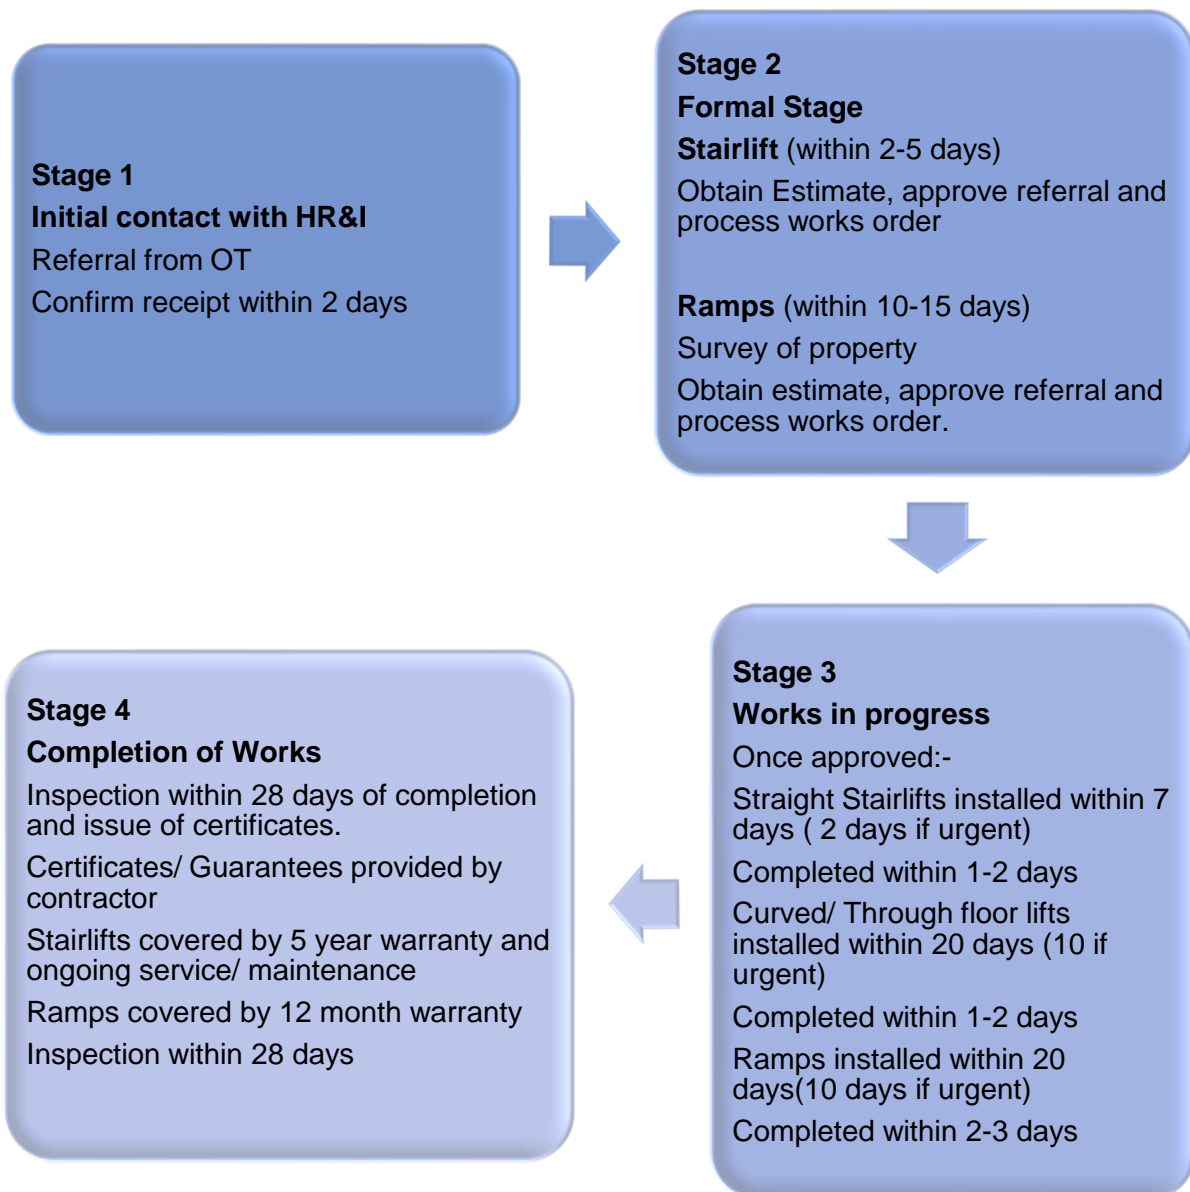 Stage 1
Initial contact with HR&I
Referral from OT
Confirm receipt within 2 days
Stage 2
Formal Stage
Stairlift (within 2-5 days)
Obtain Estimate, approve referral and
process works order
Ramps (within 10-15 days)
Survey of property
Obtain estimate, approve referral and
process works order.
Stage 3
Works in progress
Once approved:-
Straight Stairlifts installed within 7
days ( 2 days if urgent)
Completed within 1-2 days
Curved/ Through floor lifts
installed within 20 days (10 if
urgent)
Completed within 1-2 days
Ramps installed within 20
days(10 days if urgent)
Completed within 2-3 days
Stage 4
Completion of Works
Inspection within 28 days of completion
and issue of certificates.
Certificates/ Guarantees provided by
contractor
Stairlifts covered by 5 year warranty and
ongoing service/ maintenance
Ramps covered by 12 month warranty
Inspection within 28 days